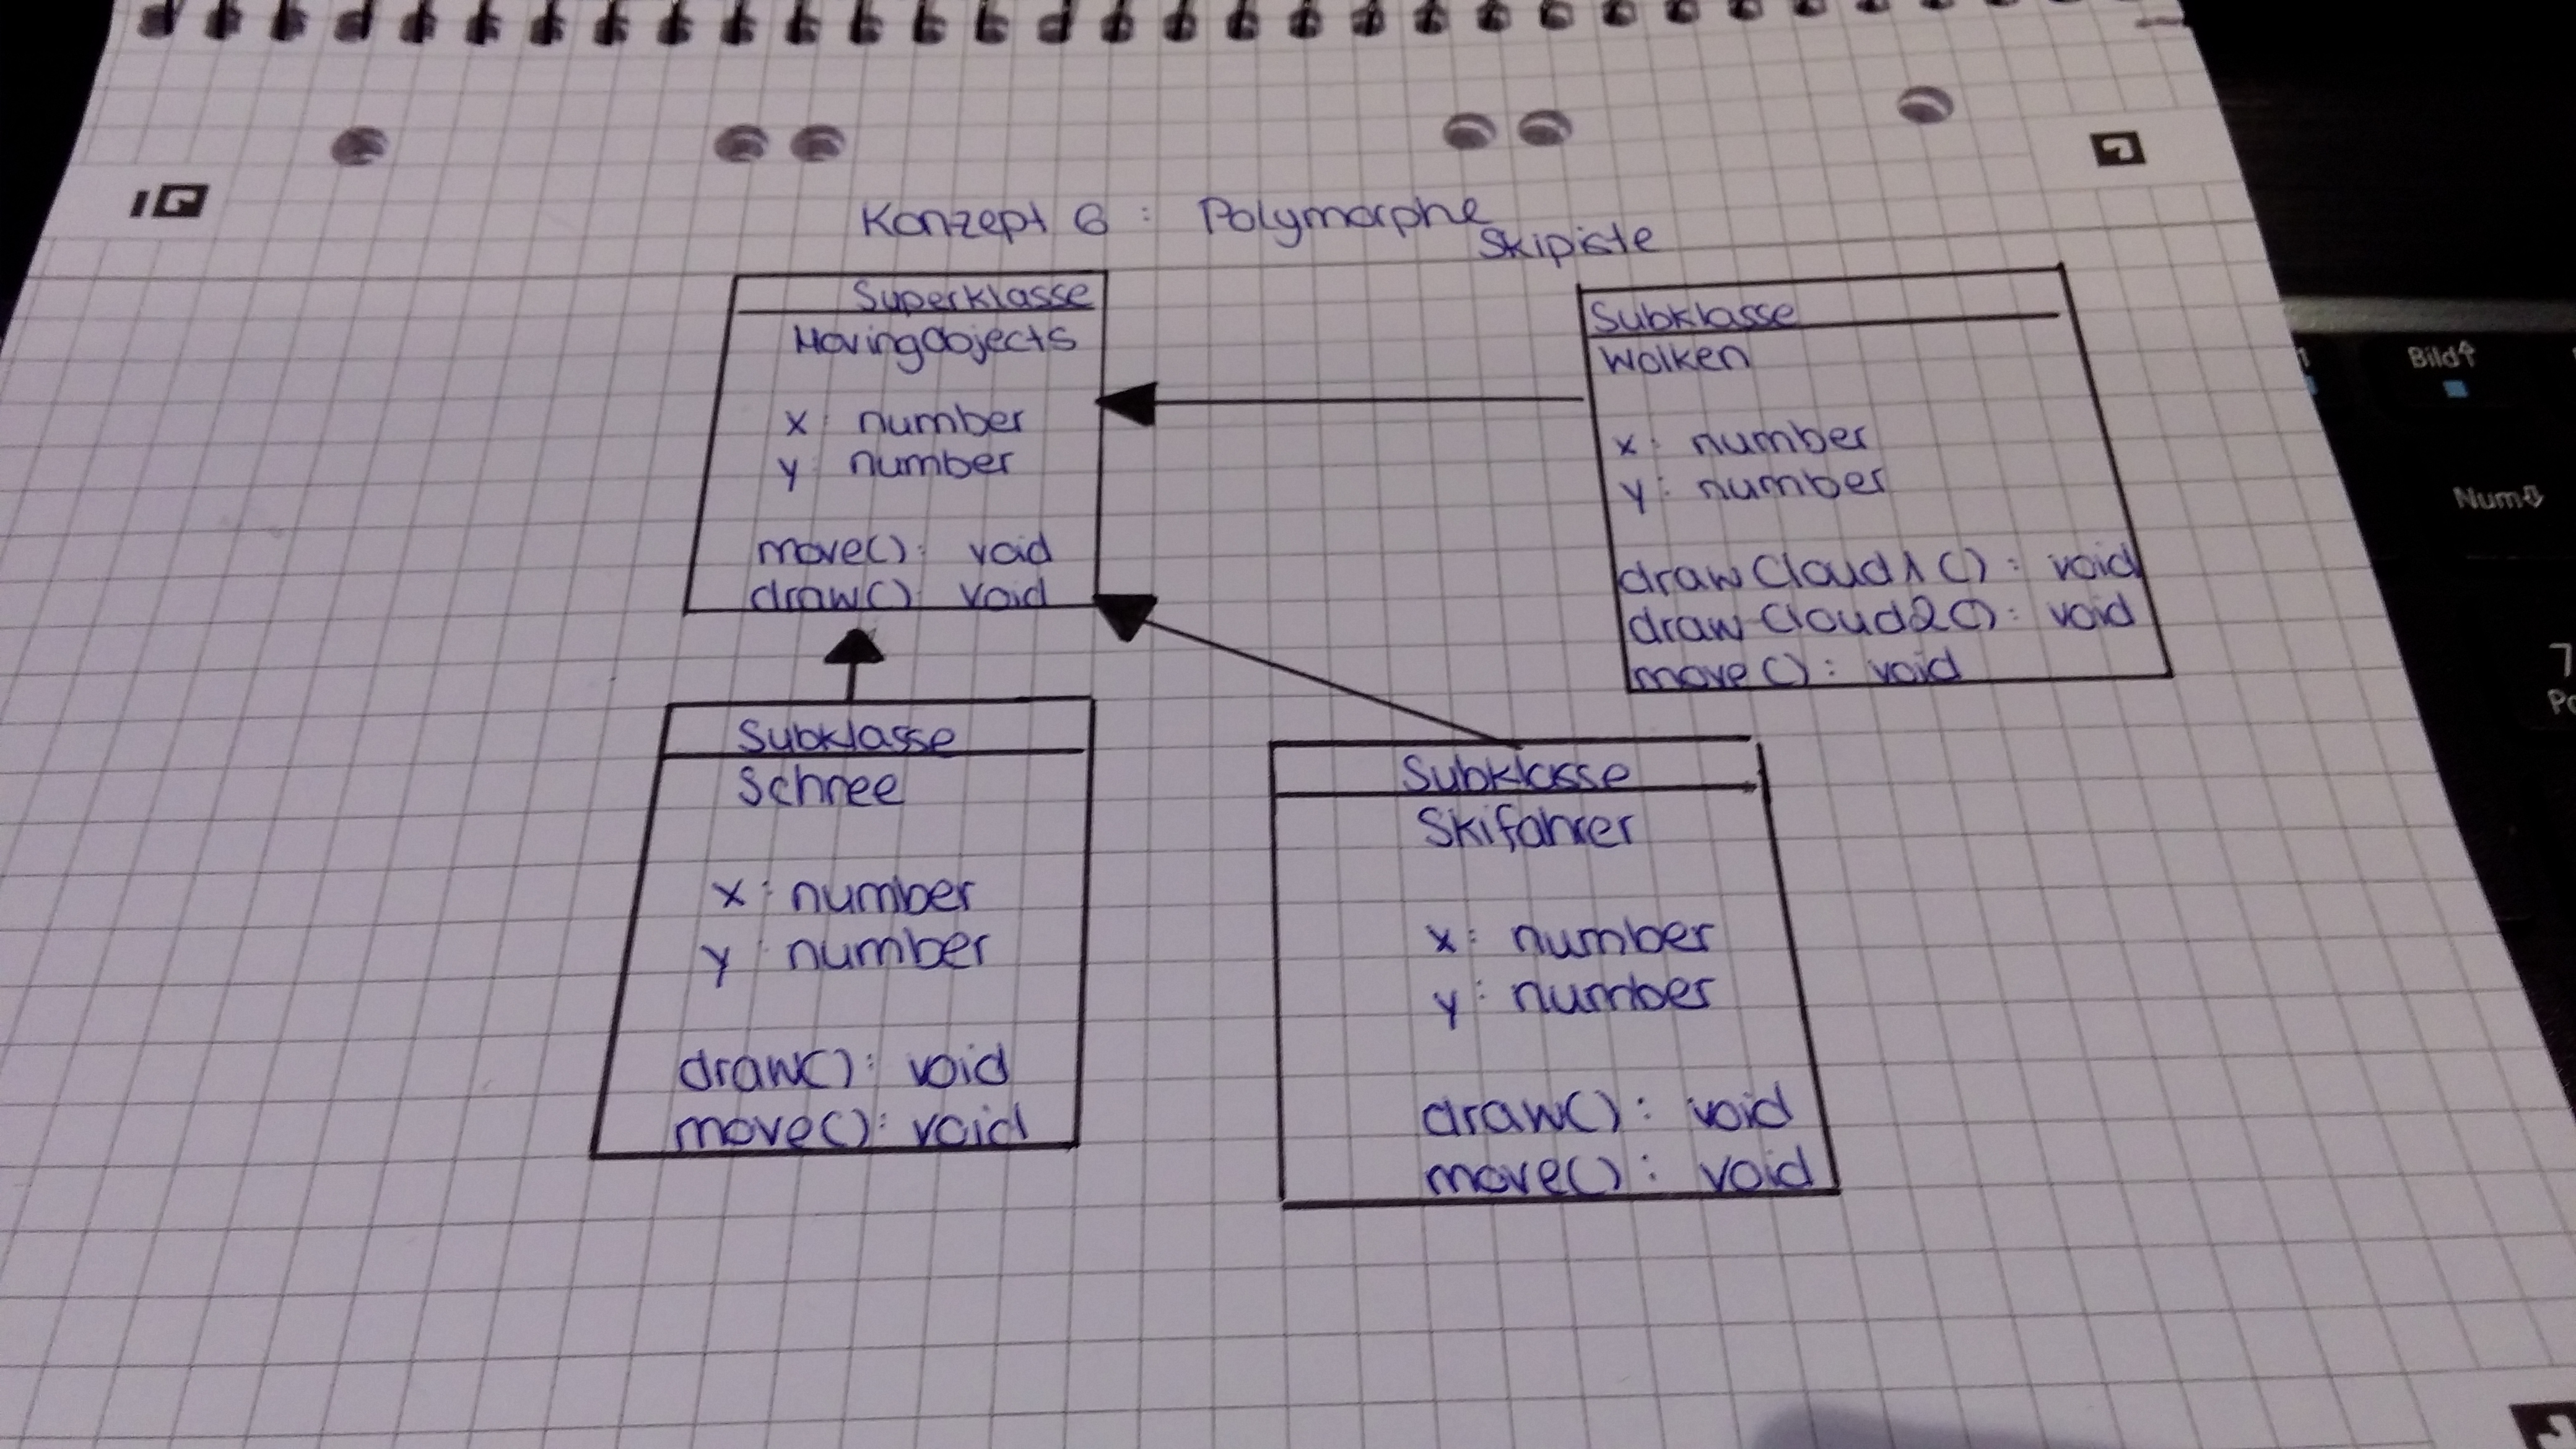 Konzept 6 : Polymorphe
Skipiste
Superklasse
MovingObjects
x : number
y : number
move() : void
draw() void
Subklasse
Wolken
x : number
y : number
drawCloud1() : void
drawCloud2() : void
move() : void
Subklasse
Schnee
x : number
y : number
draw() : void
move() : void
Subklasse
Skifahrer
x : number
y : number
draw() : void
move() : void
Bild⇑
Num⇩
7